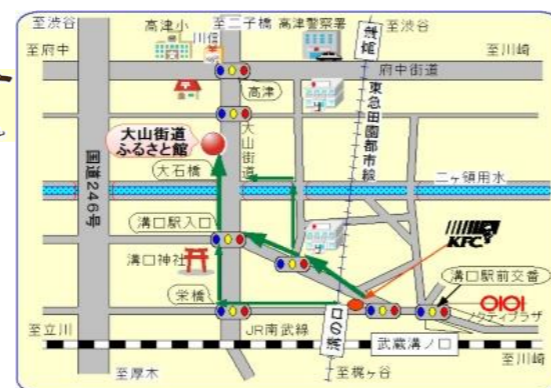 至渋谷
至二子橋
高津警察署
至渋谷
高津小
川信
至府中
至川崎
府中街道
高津
東急田園都市線
大山街道
ふるさと館
大山街道
大石橋
国道246号
二ヶ領用水
溝口駅入口
KFC
溝口神社
溝口駅前交番
栄橋
OIOI
ノクティプラザ
至立川
JR南武線
溝の口
武蔵溝ノ口
至厚木
至梶ヶ谷
至川崎